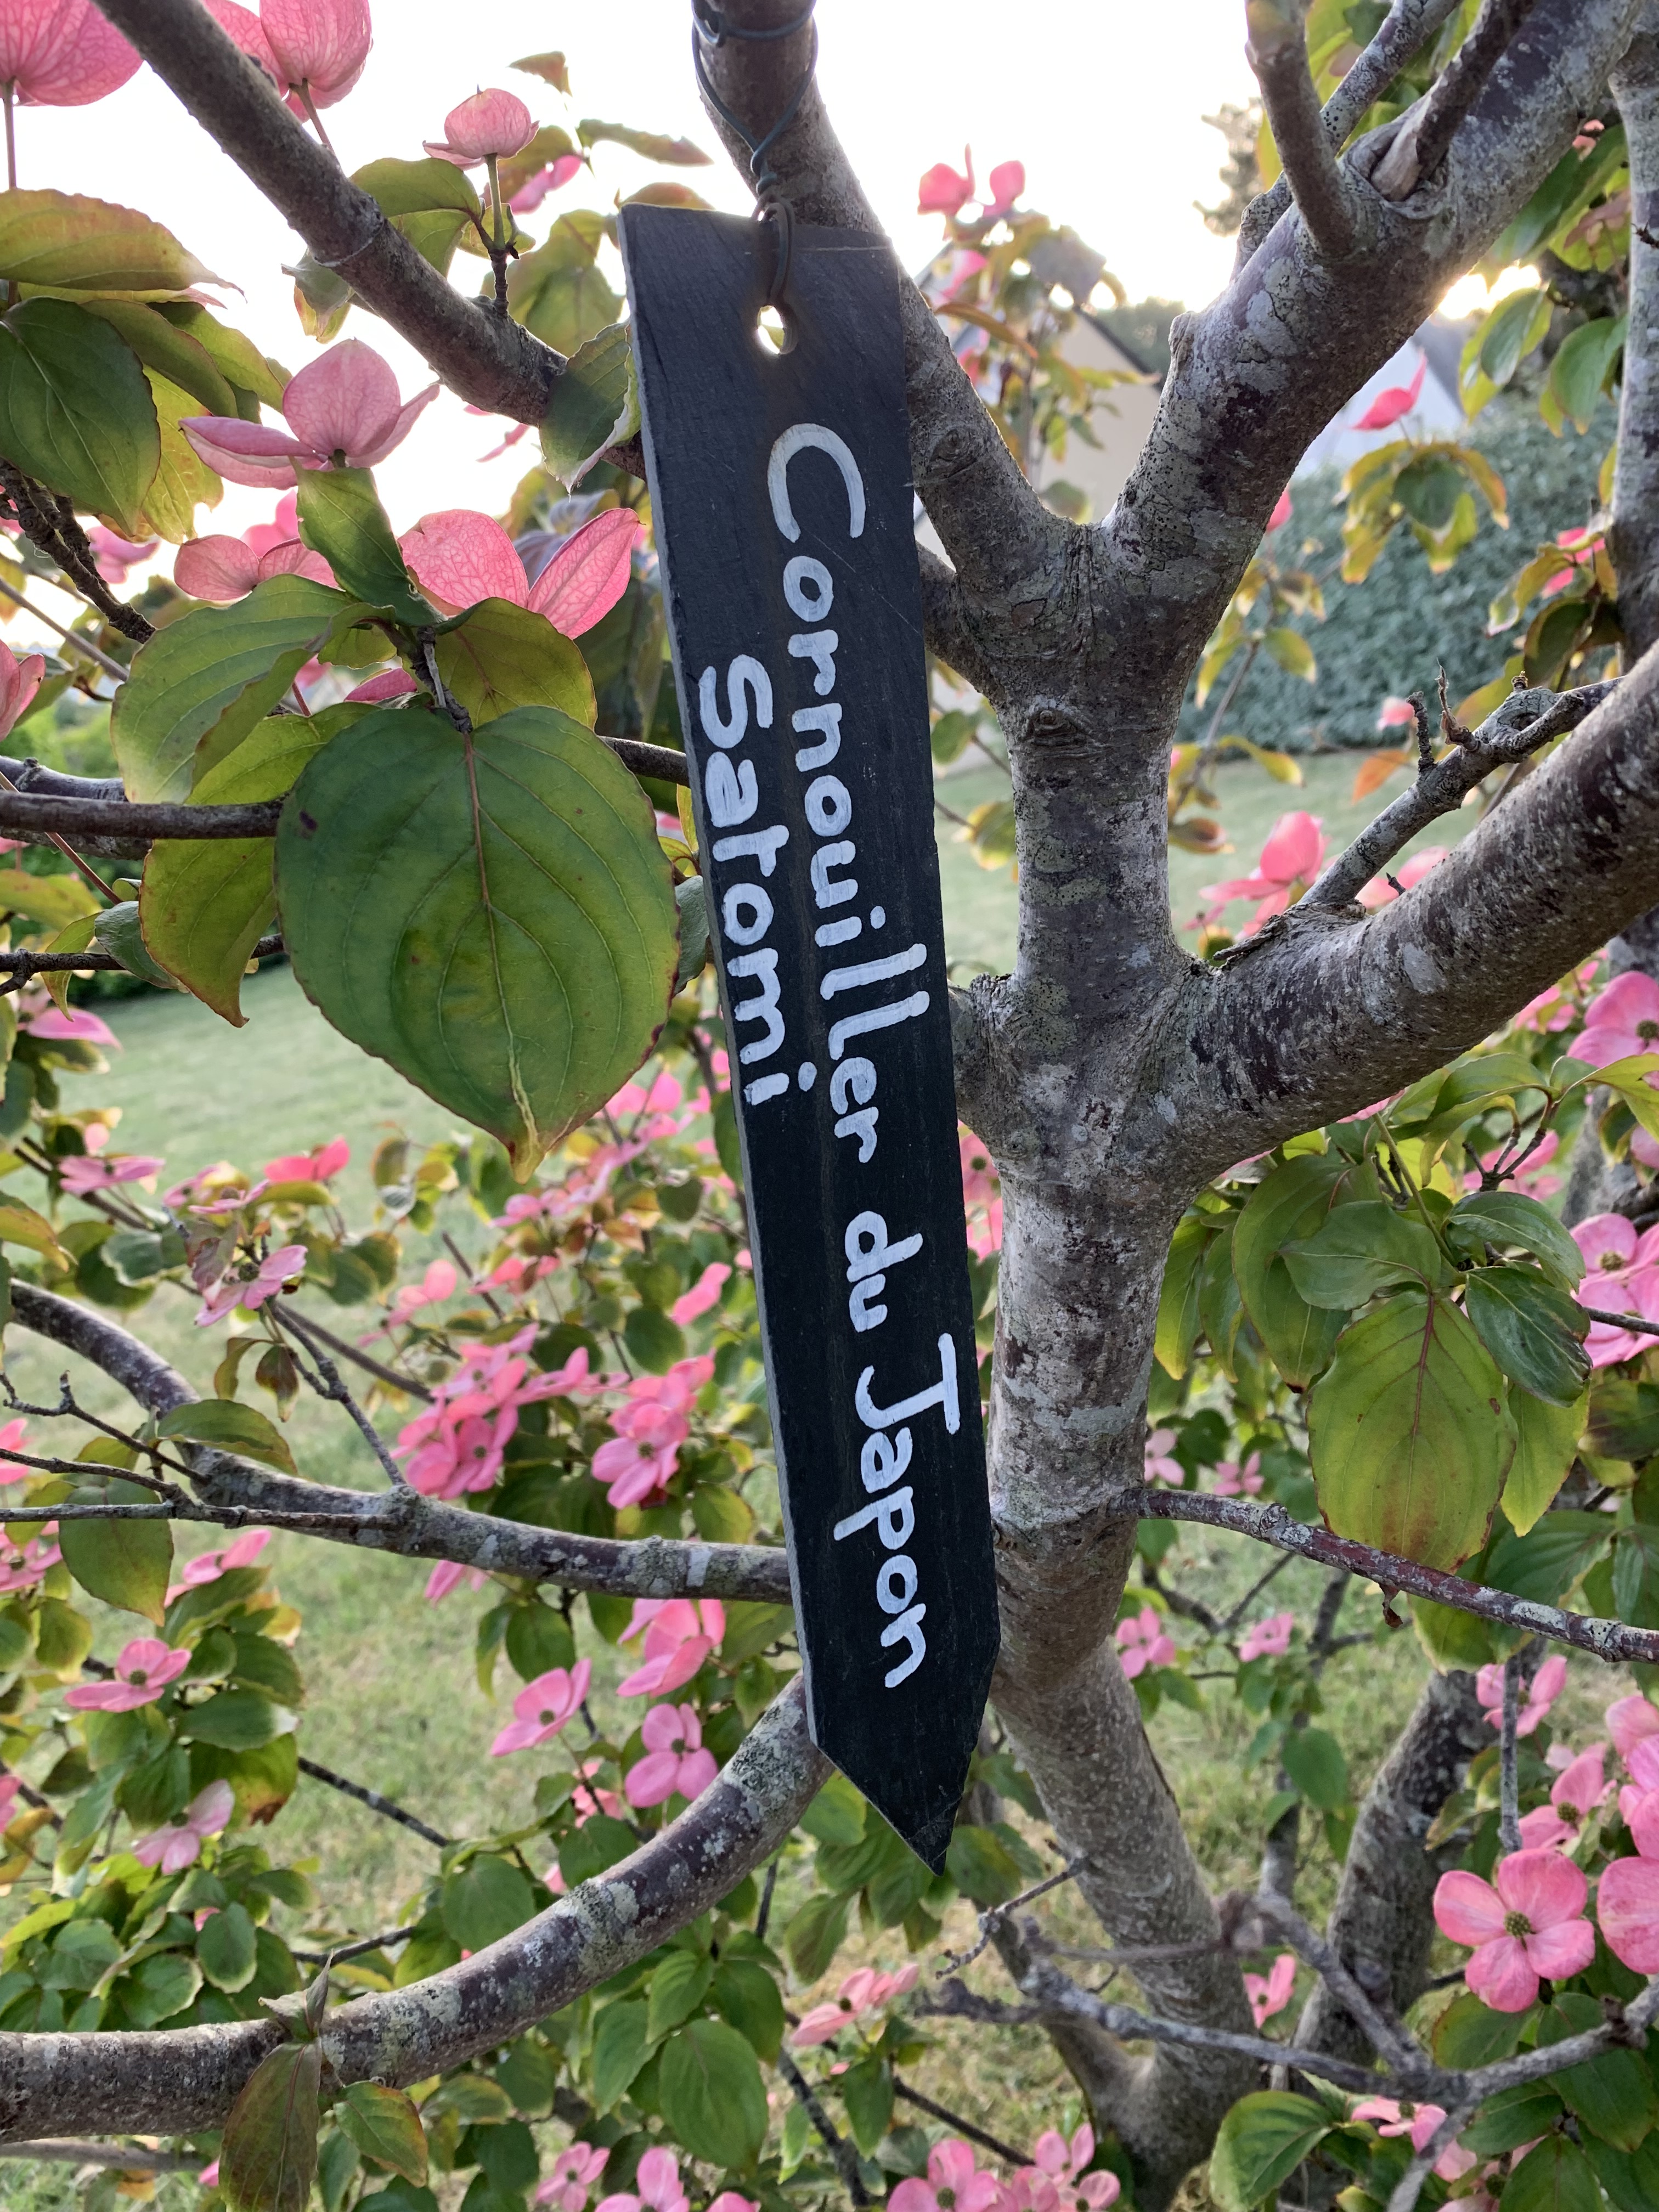 Cornouiller du Japon
Satomi